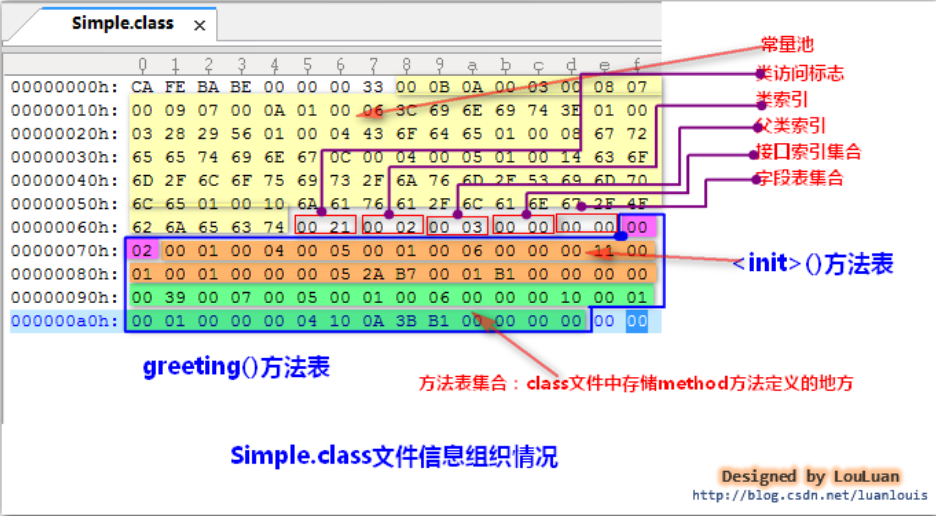 Simple.class ×
0 1 2 3 4 5 6 7 8 9 a b c d e f
00000000h: CA FE BA BE 00 00 00 33 00 0B 0A 00 03 00 08 07
00000010h: 00 09 07 00 0A 01 00 06 3C 69 6E 69 74 3E 01 00
00000020h: 03 28 29 56 01 00 04 43 6F 64 65 01 00 08 67 72
00000030h: 65 65 74 69 6E 67 0C 00 04 00 05 01 00 14 63 6F
00000040h: 6D 2F 6C 6F 75 69 73 2F 6A 76 6D 2F 53 69 6D 70
00000050h: 6C 65 01 00 10 6A 61 76 61 2F 6C 61 6E 67 2F 4F
00000060h: 62 6A 65 63 74 00 21 00 02 00 03 00 00 00 00 00
00000070h: 02 00 01 00 04 00 05 00 01 00 06 00 00 00 11 00
00000080h: 01 00 01 00 00 00 05 2A B7 00 01 B1 00 00 00 00
00000090h: 00 39 00 07 00 05 00 01 00 06 00 00 00 10 00 01
000000a0h: 00 01 00 00 00 04 10 0A 3B B1 00 00 00 00 00 00
常量池
类访问标志
类索引
父类索引
接口索引集合
字段表集合
<init>()方法表
greeting()方法表
方法表集合：class文件中存储method方法定义的地方
Simple.class文件信息组织情况
Designed by LouLuan
http://blog.csdn.net/luanlouis